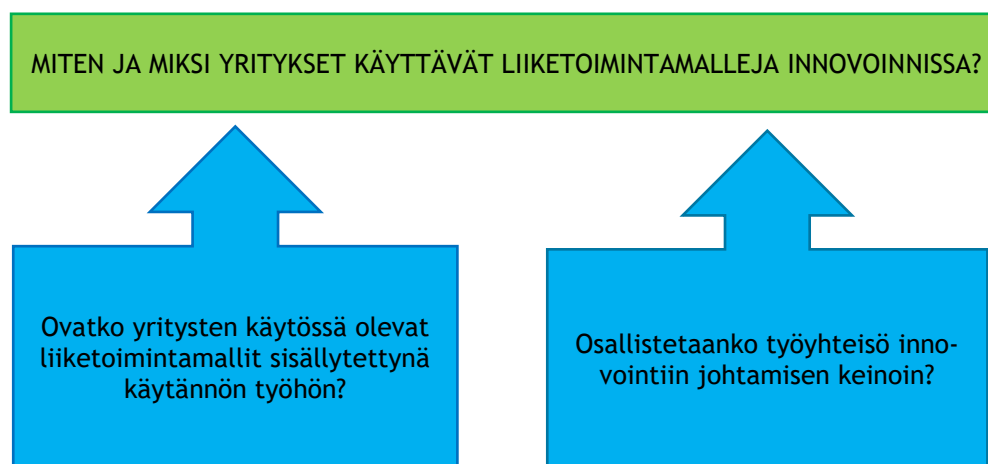 MITEN JA MIKSI YRITYKSET KÄYTTÄVÄT LIIKETOIMINTAMALLEJA INNOVOINNISSA?
Ovatko yritysten käytössä olevat
liiketoimintamallit sisällytettynä
käytännön työhön?
Osallistetaanko työyhteisö inno-
vointiin johtamisen keinoin?